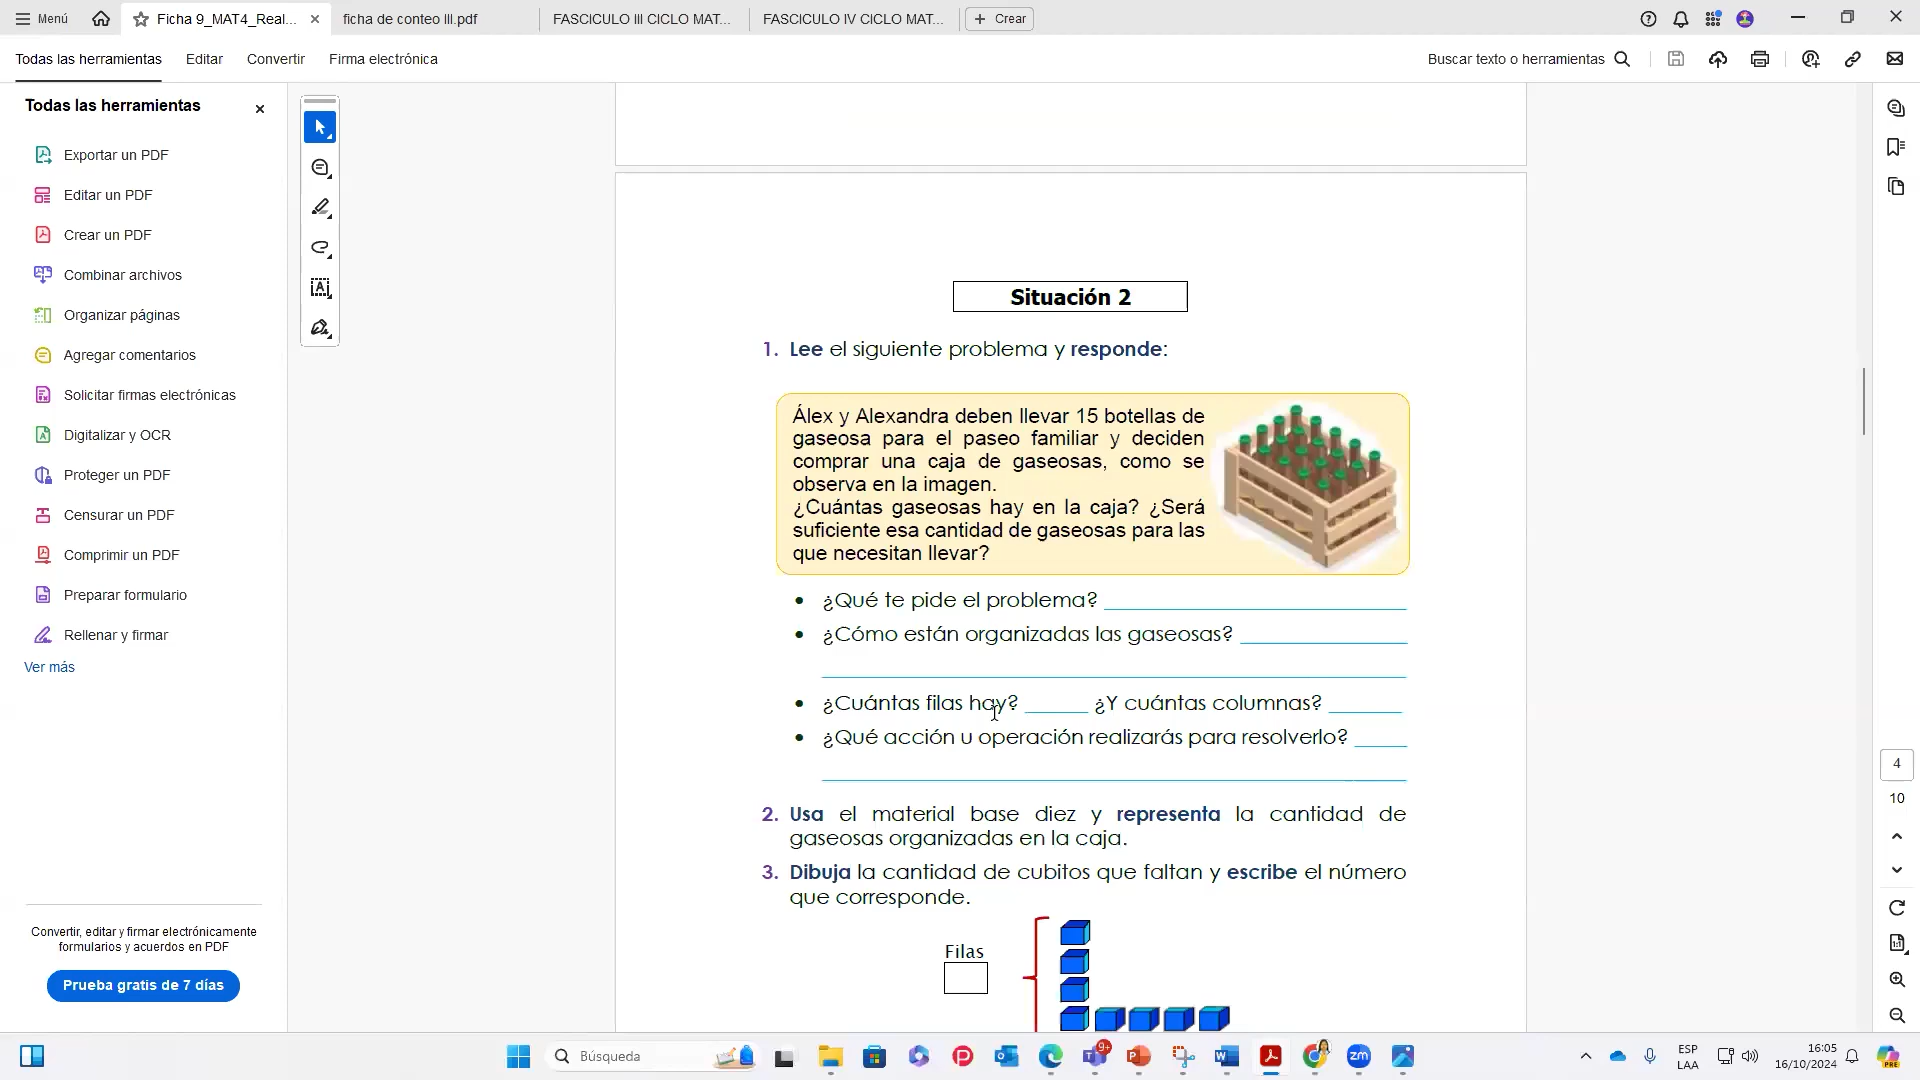 Menú
Ficha 9_MAT4_Real...
ficha de conteo III.pdf
FASCICULO III CICLO MAT...
FASCICULO IV CICLO MAT...
Crear
Todas las herramientas
Editar
Convertir
Firma electrónica
Buscar texto o herramientas
Todas las herramientas
Exportar un PDF
Editar un PDF
Crear un PDF
Combinar archivos
Organizar páginas
Agregar comentarios
Solicitar firmas electrónicas
Digitalizar y OCR
Proteger un PDF
Censurar un PDF
Comprimir un PDF
Preparar formulario
Rellenar y firmar
Ver más
Convertir, editar y firmar electrónicamente
formularios y acuerdos en PDF
Prueba gratis de 7 días
Situación 2
1. Lee el siguiente problema y responde:
Álex y Alexandra deben llevar 15 botellas de
gaseosa para el paseo familiar y deciden
comprar una caja de gaseosas, como se
observa en la imagen.
¿Cuántas gaseosas hay en la caja? ¿Será
suficiente esa cantidad de gaseosas para las
que necesitan llevar?
• ¿Qué te pide el problema?
• ¿Cómo están organizadas las gaseosas?
• ¿Cuántas filas hay? ¿Y cuántas columnas?
• ¿Qué acción u operación realizarás para resolverlo?
2. Usa el material base diez y representa la cantidad de
gaseosas organizadas en la caja.
3. Dibuja la cantidad de cubitos que faltan y escribe el número
que corresponde.
Filas
4
10
Búsqueda
9+
zm
ESP
LAA
16:05
16/10/2024
PRE